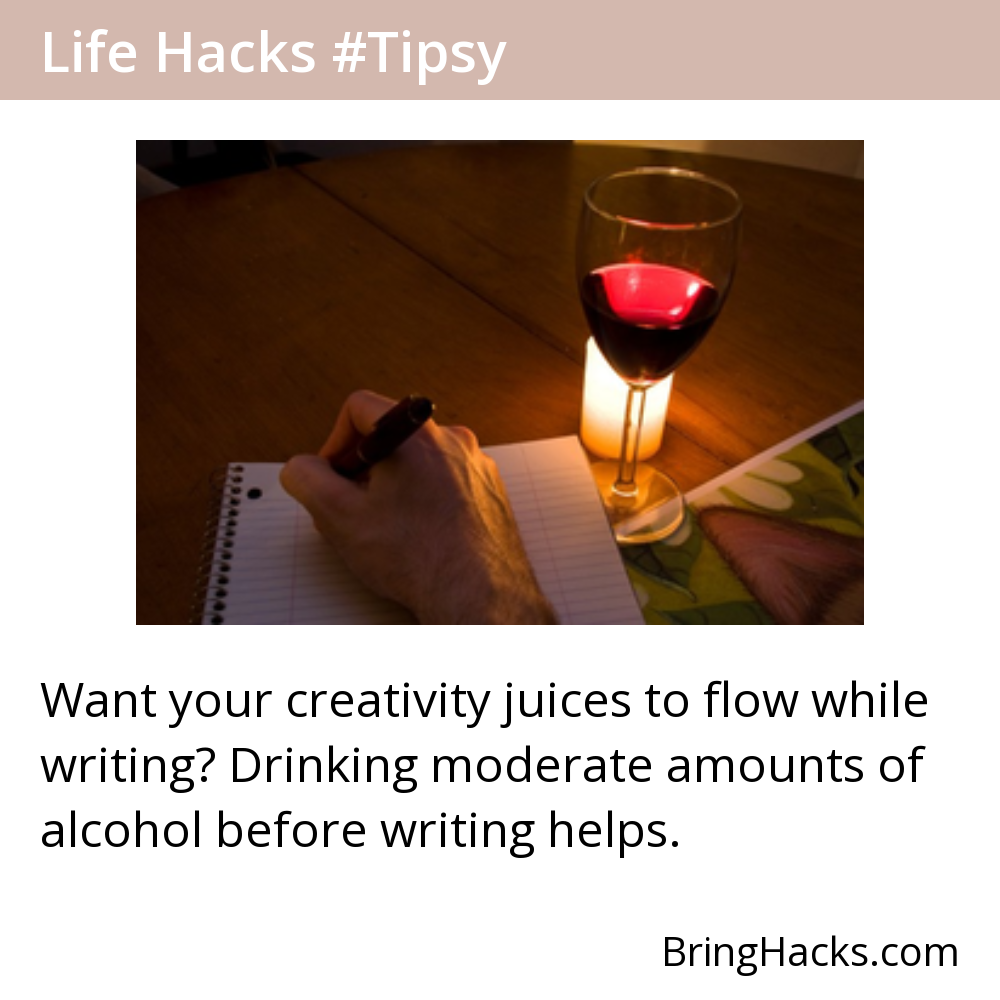 Life Hacks #Tipsy
Want your creativity juices to flow while
writing? Drinking moderate amounts of
alcohol before writing helps.
BringHacks.com